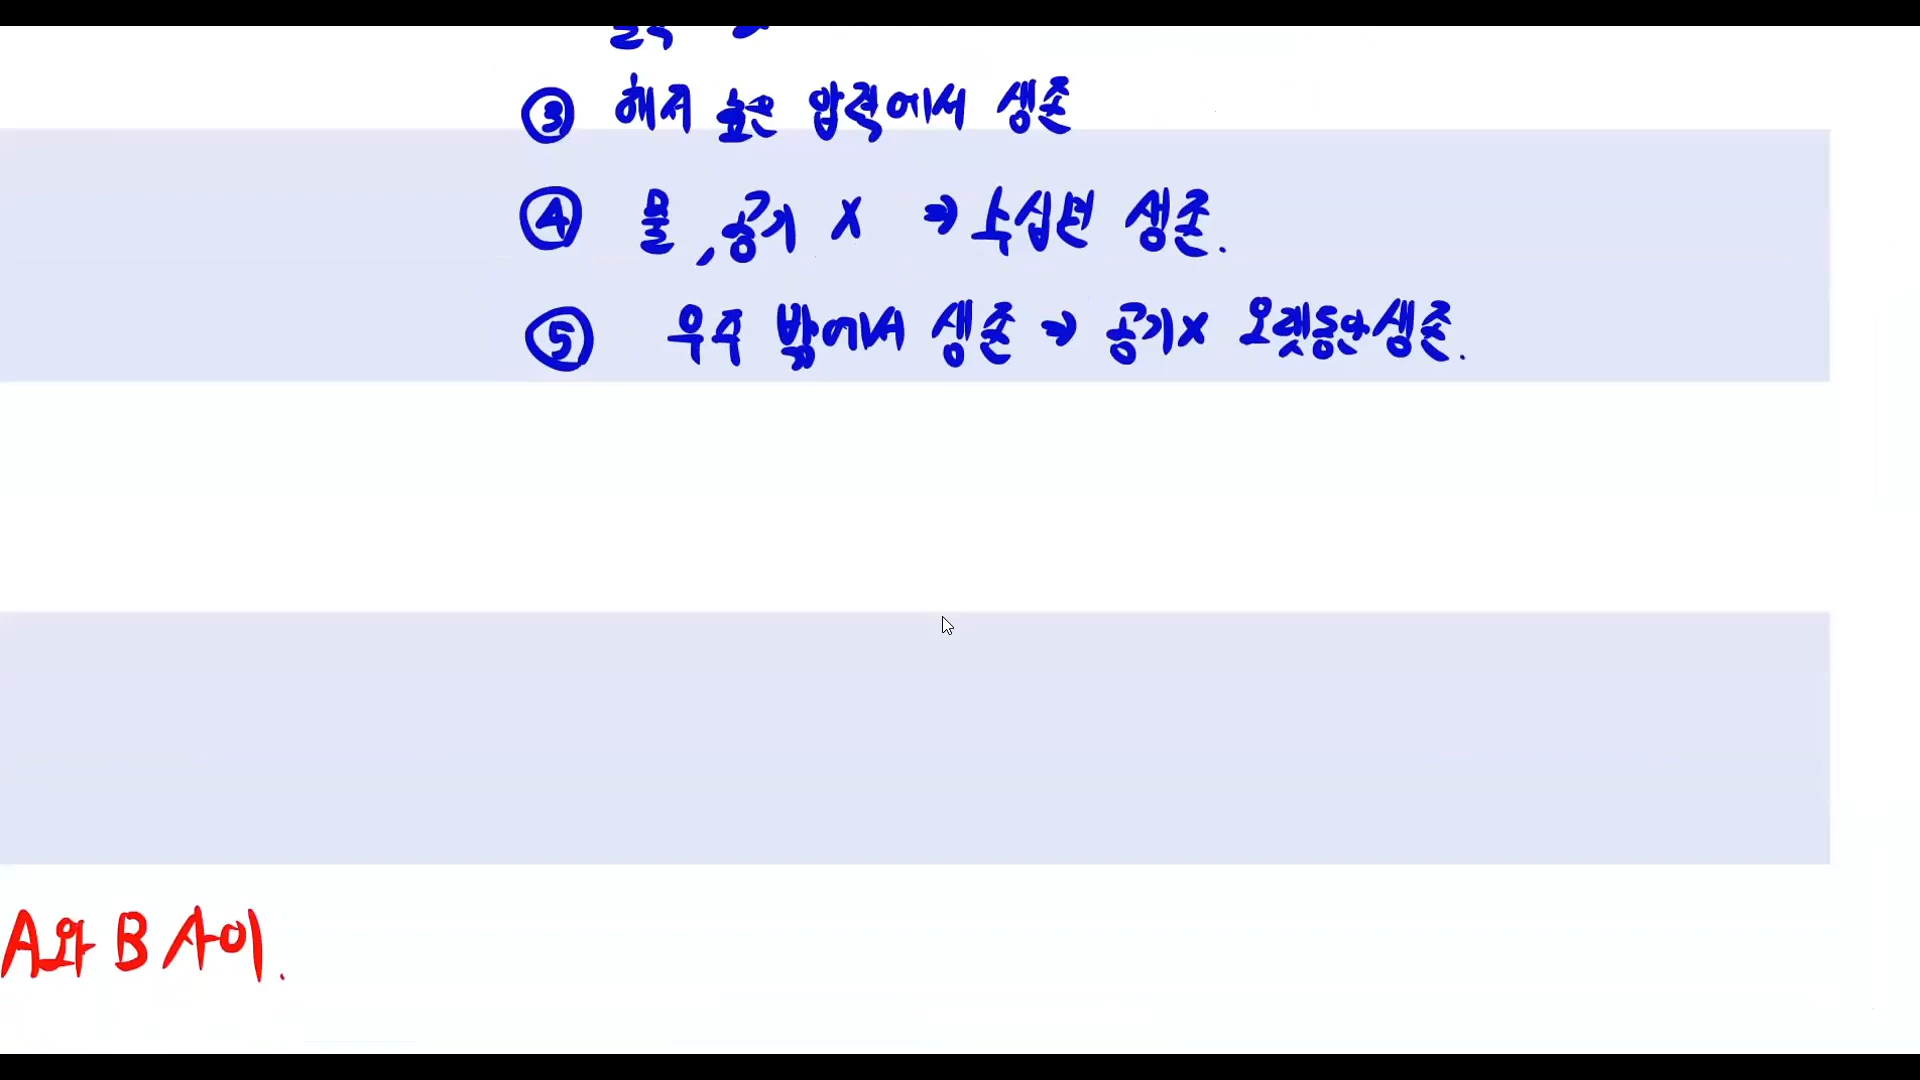 ③ 해저 높은 압력에서 생존
④ 물, 공기 X ⇒ 수십년 생존.
⑤ 우주 밖에서 생존 ⇒ 공기X 오랫동안생존.
A와 B 사이.